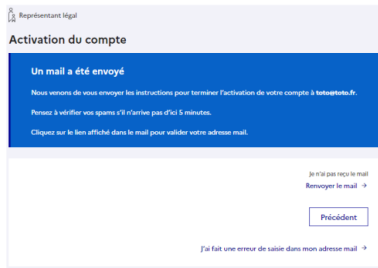 Représentant légal
Activation du compte
Un mail a été envoyé
Nous venons de vous envoyer les instructions pour terminer l'activation de votre compte à toto@toto.fr.
Pensez à vérifier vos spams s'il n'arrive pas d'ici 5 minutes.
Cliquez sur le lien affiché dans le mail pour valider votre adresse mail.
Je n'ai pas reçu le mail
Renvoyer le mail →
Précédent
J'ai fait une erreur de saisie dans mon adresse mail →